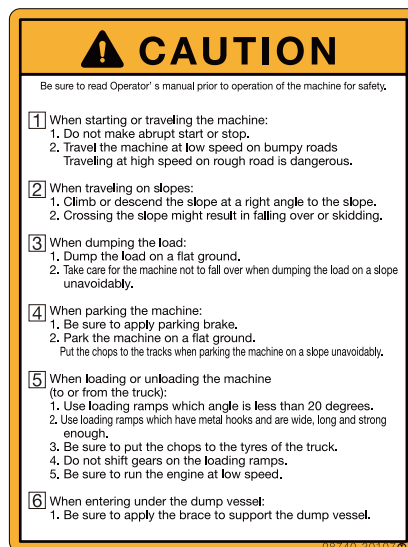 CAUTION
Be sure to read Operator' s manual prior to operation of the machine for safety.
1 When starting or traveling the machine:
1. Do not make abrupt start or stop.
2. Travel the machine at low speed on bumpy roads
Traveling at high speed on rough road is dangerous.
2 When traveling on slopes:
1. Climb or descend the slope at a right angle to the slope.
2. Crossing the slope might result in falling over or skidding.
3 When dumping the load:
1. Dump the load on a flat ground.
2. Take care for the machine not to fall over when dumping the load on a slope
unavoidably.
4 When parking the machine:
1. Be sure to apply parking brake.
2. Park the machine on a flat ground.
Put the chops to the tracks when parking the machine on a slope unavoidably.
5 When loading or unloading the machine
(to or from the truck):
1. Use loading ramps which angle is less than 20 degrees.
2. Use loading ramps which have metal hooks and are wide, long and strong
enough.
3. Be sure to put the chops to the tyres of the truck.
4. Do not shift gears on the loading ramps.
5. Be sure to run the engine at low speed.
6 When entering under the dump vessel:
1. Be sure to apply the brace to support the dump vessel.